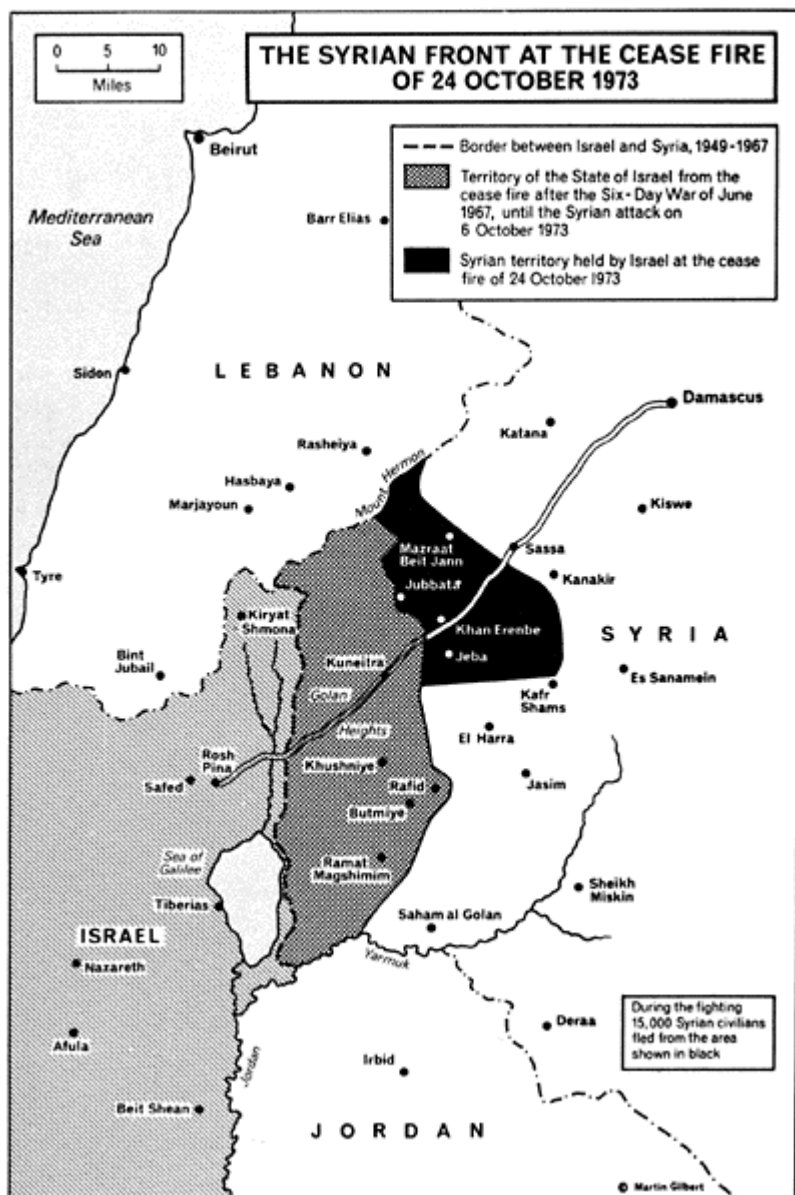 0 5 10
Miles
THE SYRIAN FRONT AT THE CEASE FIRE
OF 24 OCTOBER 1973
Border between Israel and Syria, 1949-1967
Territory of the State of Israel from the
cease fire after the Six-Day War of June
1967, until the Syrian attack on
6 October 1973
Syrian territory held by Israel at the cease
fire of 24 October 1973
Beirut
Mediterranean
Sea
Barr Elias
Sidon
LEBANON
Damascus
Katana
Rasheiya
Mount Hermon
Hasbaya
Marjayoun
Kiswe
Mazraat
Beit Jann
Sassa
Tyre
Jubbata
Kanakir
Kiryat
Shmona
Khan Erenbe
SYRIA
Bint
Jubail
Kuneitra
Jeba
Es Sanamein
Golan
Heights
Kafr
Shams
El Harra
Rosh
Pina
Safed
Khushniye
Rafid
Jasim
Butmiye
Sea of
Galilee
Ramat
Magshimim
Sheikh
Miskin
Tiberias
Saham al Golan
ISRAEL
Yarmuk
Nazareth
During the fighting
15,000 Syrian civilians
fled from the area
shown in black
Deraa
Afula
Jordan
Irbid
Beit Shean
JORDAN
© Martin Gilbert